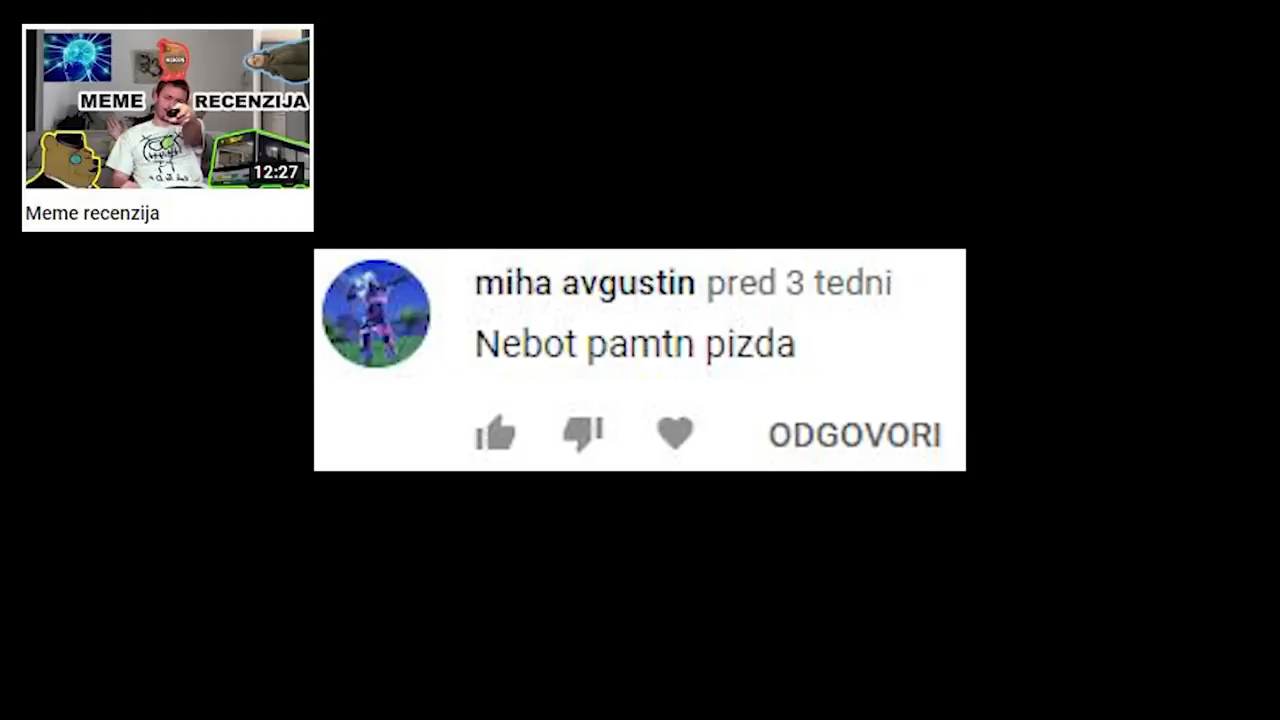 MEME RECENZIJA
12:27
Meme recenzija
miha avgustin pred 3 tedni
Nebot pamtn pizda
ODGOVORI